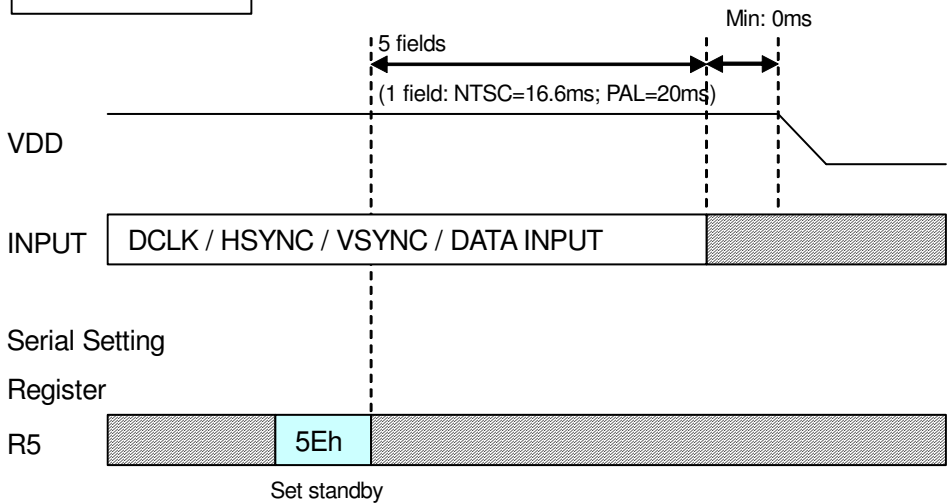 Min: 0ms
5 fields
(1 field: NTSC=16.6ms; PAL=20ms)
VDD
INPUT DCLK / HSYNC / VSYNC / DATA INPUT
Serial Setting
Register
R5 5Eh
Set standby